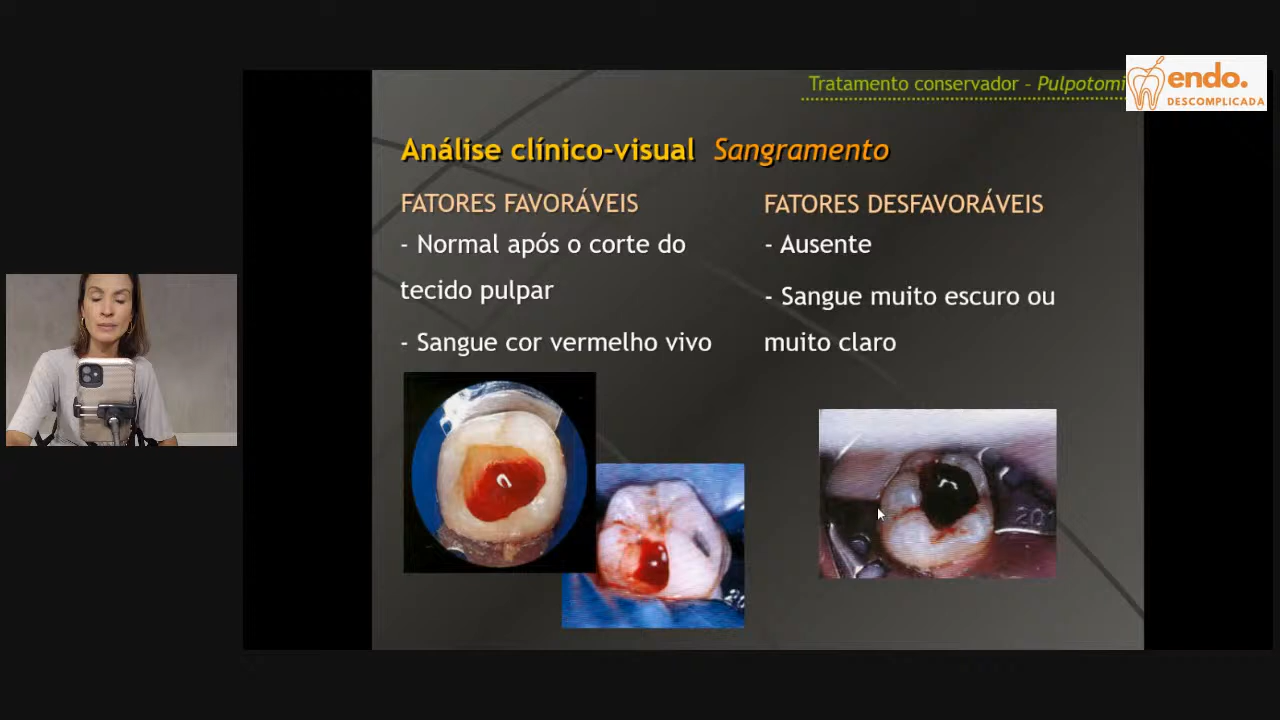 Tratamento conservador - Pulpotomi
endo.
DESCOMPLICADA
Análise clínico-visual Sangramento
FATORES FAVORÁVEIS
- Normal após o corte do
tecido pulpar
- Sangue cor vermelho vivo
FATORES DESFAVORÁVEIS
- Ausente
- Sangue muito escuro ou
muito claro
201